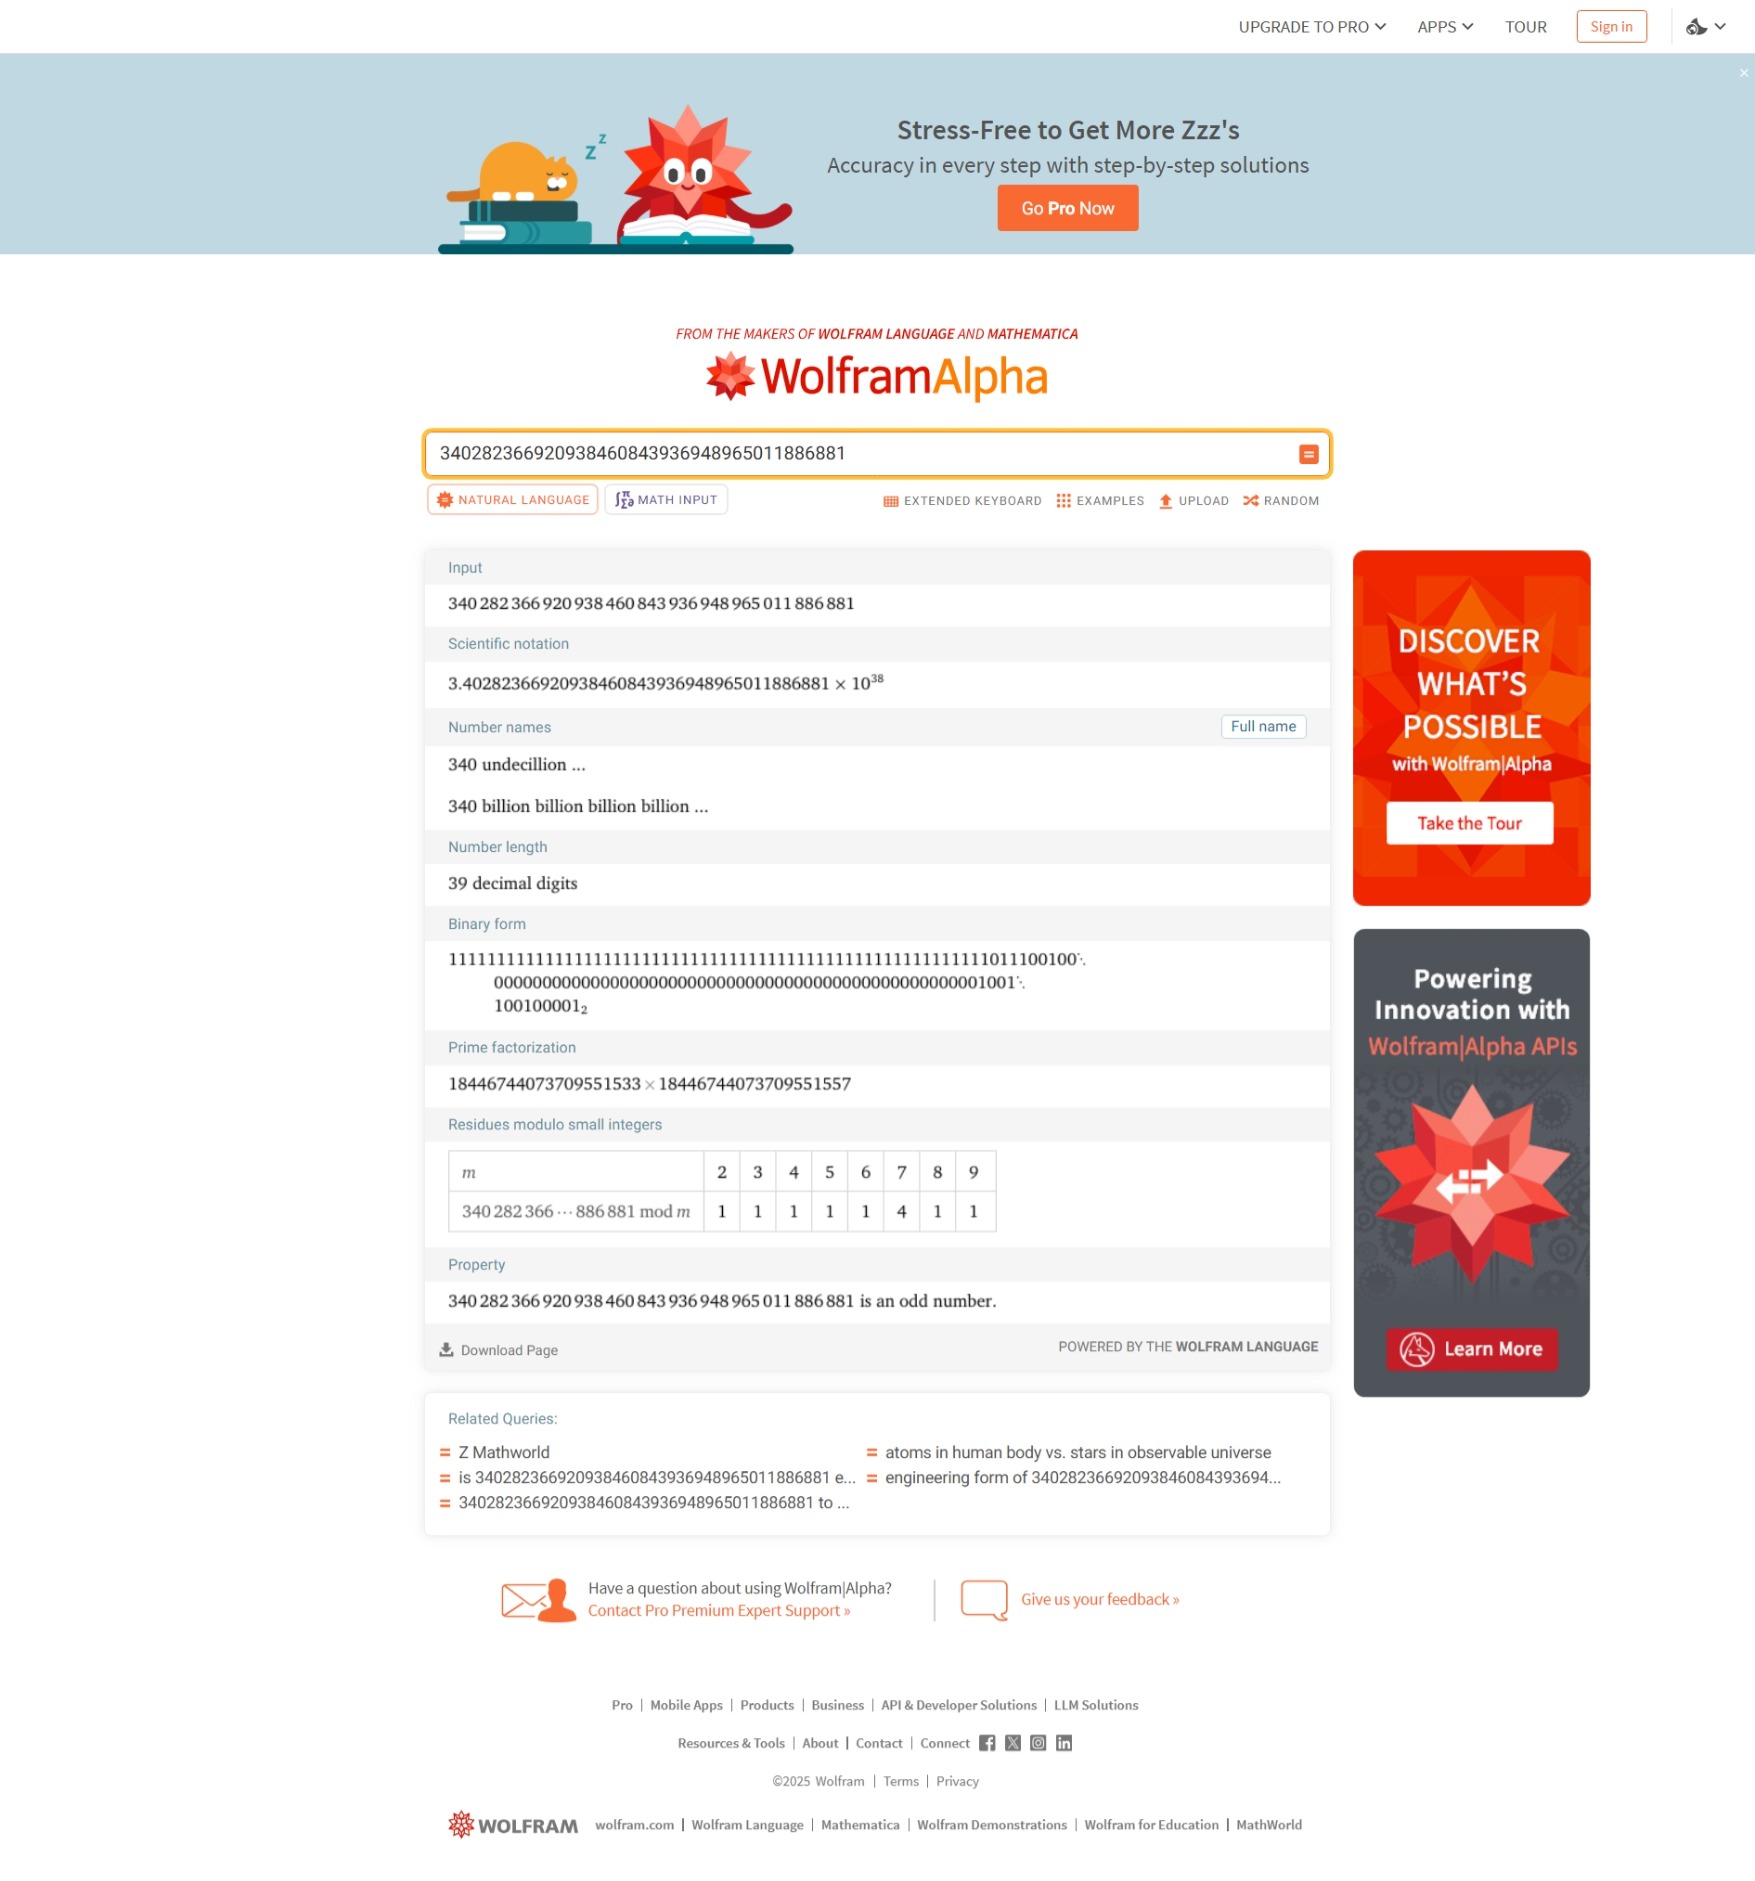 UPGRADE TO PRO APPS TOUR Sign in
×
z z
Stress-Free to Get More Zzz's
Accuracy in every step with step-by-step solutions
Go Pro Now
FROM THE MAKERS OF WOLFRAM LANGUAGE AND MATHEMATICA
WolframAlpha
340282366920938460843936948965011886881
NATURAL LANGUAGE MATH INPUT EXTENDED KEYBOARD EXAMPLES UPLOAD RANDOM
Input
340 282 366 920 938 460 843 936 948 965 011 886 881
Scientific notation
3.40282366920938460843936948965011886881 × 10³⁸
Number names Full name
340 undecillion ...
340 billion billion billion billion ...
Number length
39 decimal digits
Binary form
100100001₂
Prime factorization
18446744073709551533 × 18446744073709551557
Residues modulo small integers
m 2 3 4 5 6 7 8 9
340 282 366 ··· 886 881 mod m 1 1 1 1 1 4 1 1
Property
340 282 366 920 938 460 843 936 948 965 011 886 881 is an odd number.
Download Page POWERED BY THE WOLFRAM LANGUAGE
DISCOVER
WHAT'S
POSSIBLE
with Wolfram|Alpha
Take the Tour
Powering
Innovation with
Wolfram|Alpha APIs
Learn More
Related Queries:
= Z Mathworld = atoms in human body vs. stars in observable universe
= is 340282366920938460843936948965011886881 e... = engineering form of 34028236692093846084393694...
= 340282366920938460843936948965011886881 to ...
Have a question about using Wolfram|Alpha?
Contact Pro Premium Expert Support »
Give us your feedback »
Pro | Mobile Apps | Products | Business | API & Developer Solutions | LLM Solutions
Resources & Tools | About | Contact | Connect
©2025 Wolfram | Terms | Privacy
WOLFRAM wolfram.com | Wolfram Language | Mathematica | Wolfram Demonstrations | Wolfram for Education | MathWorld